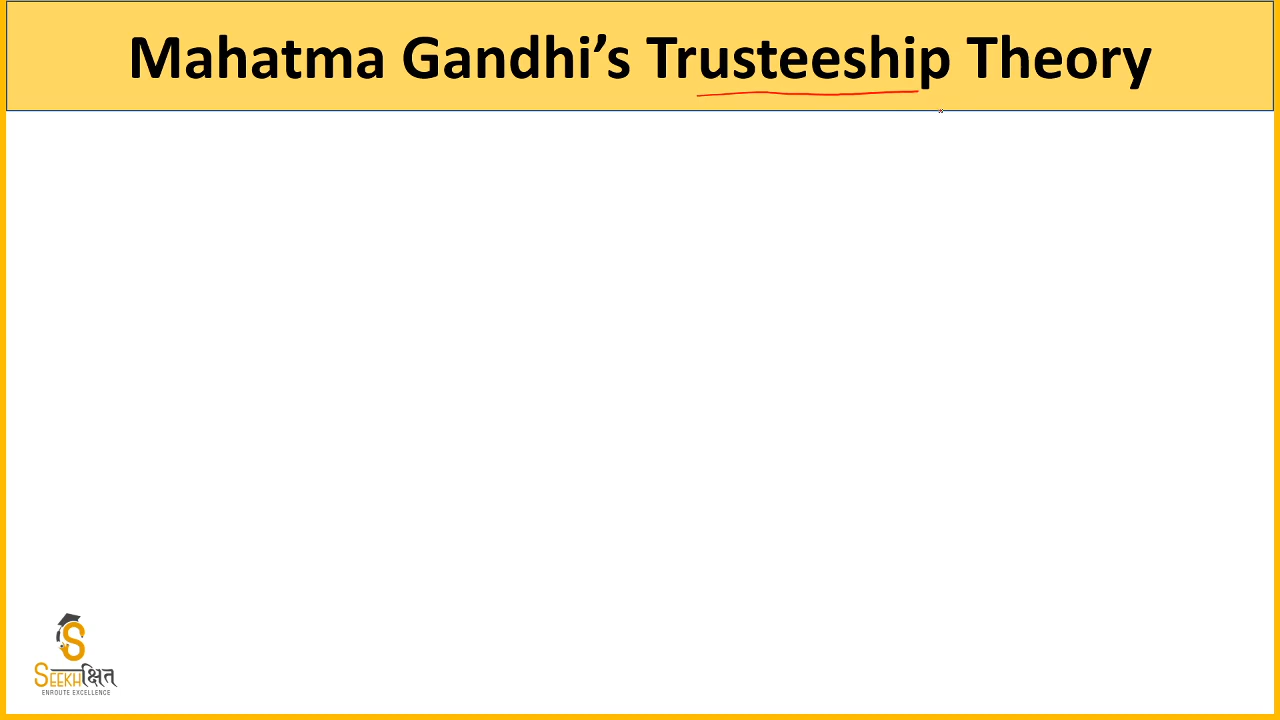 Mahatma Gandhi’s Trusteeship Theory
S
SEEKHक्षित
ENROUTE EXCELLENCE